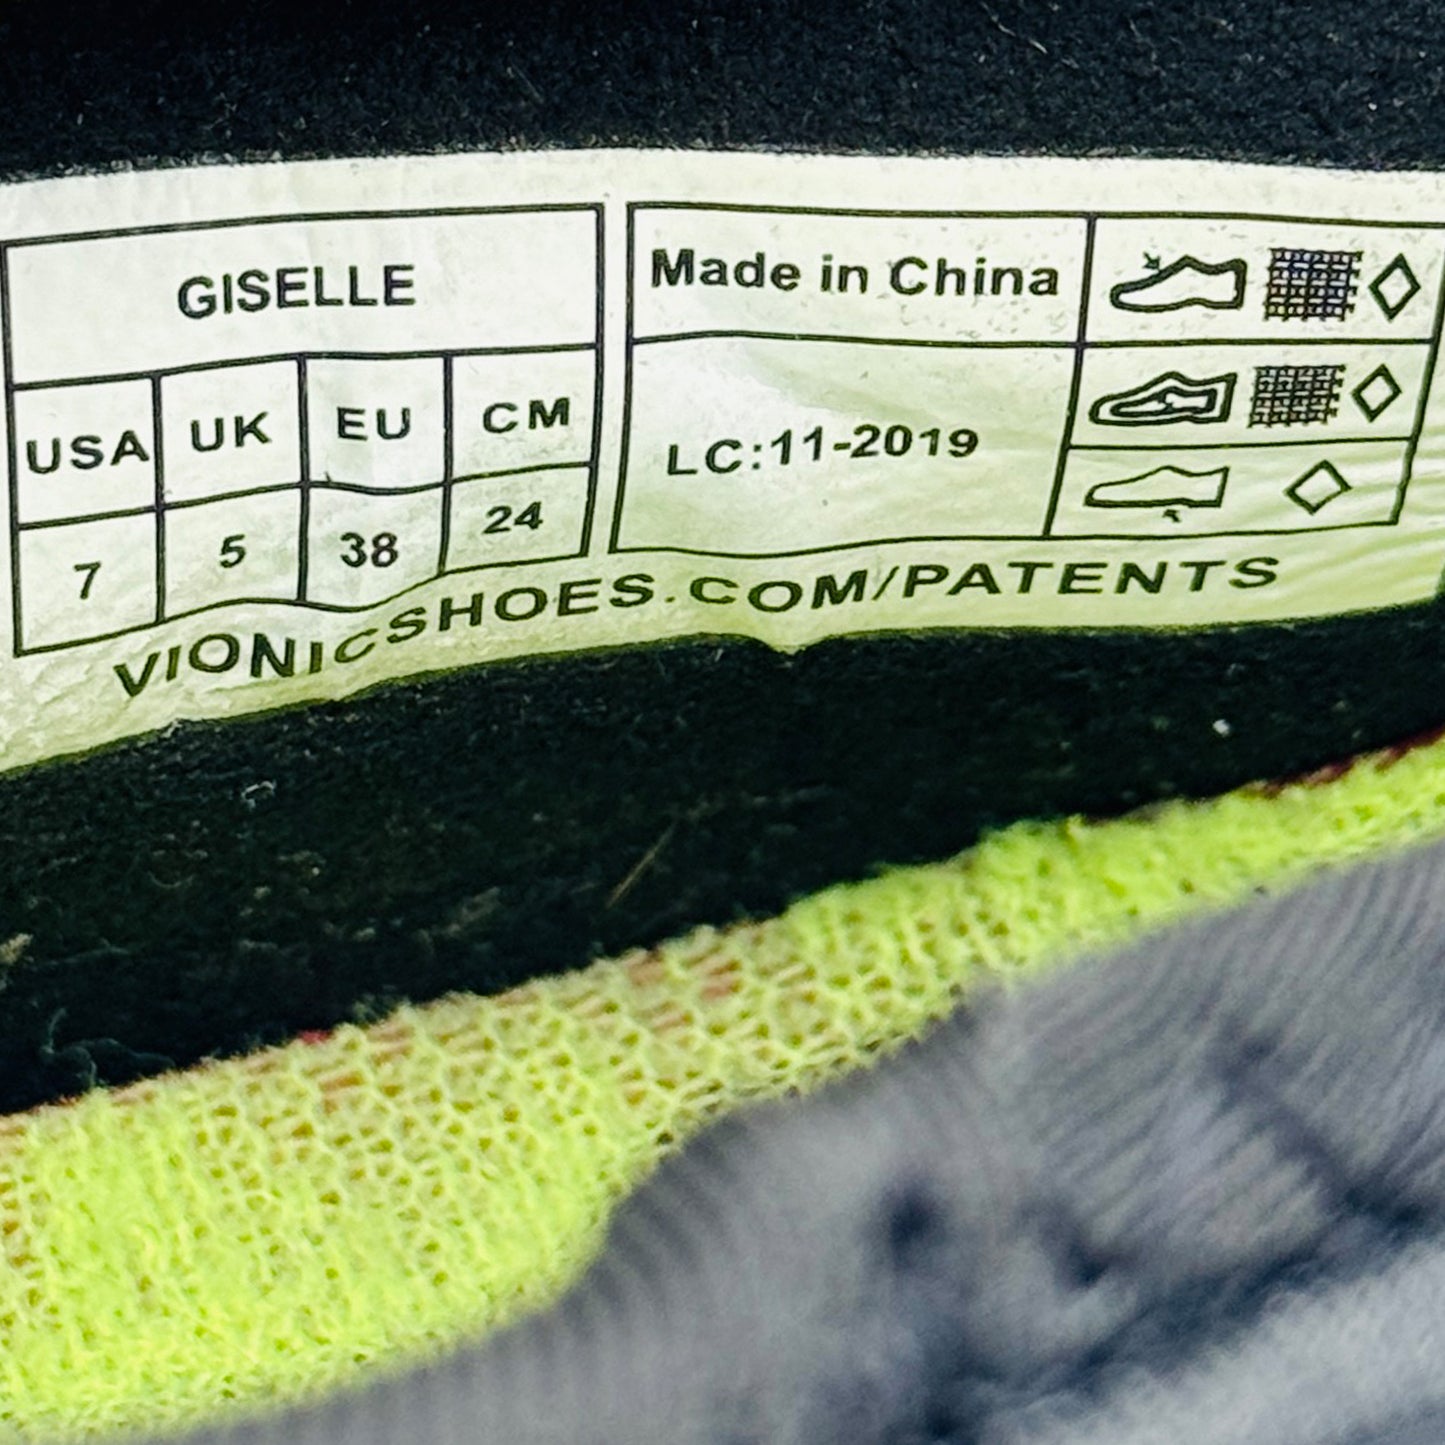 GISELLE
USA UK EU CM
7 5 38 24
Made in China
LC:11-2019
VIONICSHOES.COM/PATENTS